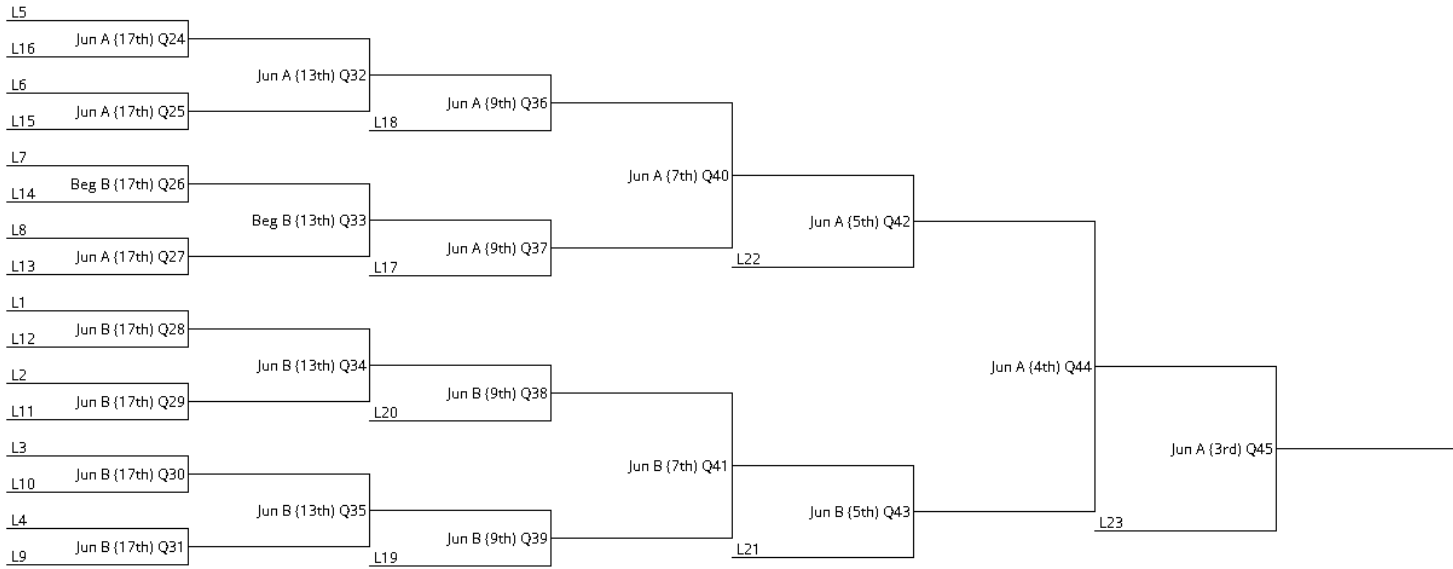 L5
Jun A (17th) Q24
L16
Jun A (13th) Q32
L6
Jun A (17th) Q25
L15
Jun A (9th) Q36
L18
L7
Beg B (17th) Q26
L14
Jun A (7th) Q40
Beg B (13th) Q33
L8
Jun A (17th) Q27
L13
Jun A (9th) Q37
L17
Jun A (5th) Q42
L22
L1
Jun B (17th) Q28
L12
Jun B (13th) Q34
L2
Jun B (17th) Q29
L11
Jun B (9th) Q38
L20
Jun A (4th) Q44
L3
Jun B (17th) Q30
L10
Jun B (7th) Q41
Jun B (13th) Q35
L4
Jun B (17th) Q31
L9
Jun B (9th) Q39
L19
Jun B (5th) Q43
L21
Jun A (3rd) Q45
L23